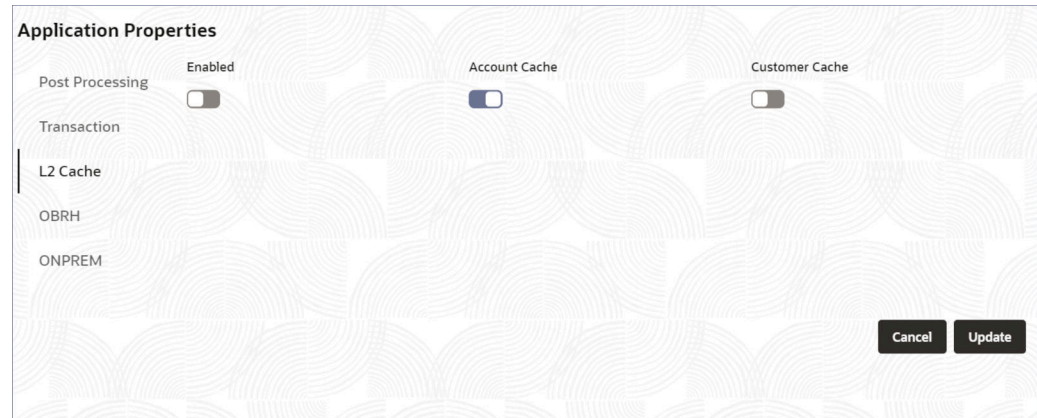 Application Properties
Post Processing
Transaction
L2 Cache
OBRH
ONPREM
Enabled
Account Cache
Customer Cache
Cancel
Update